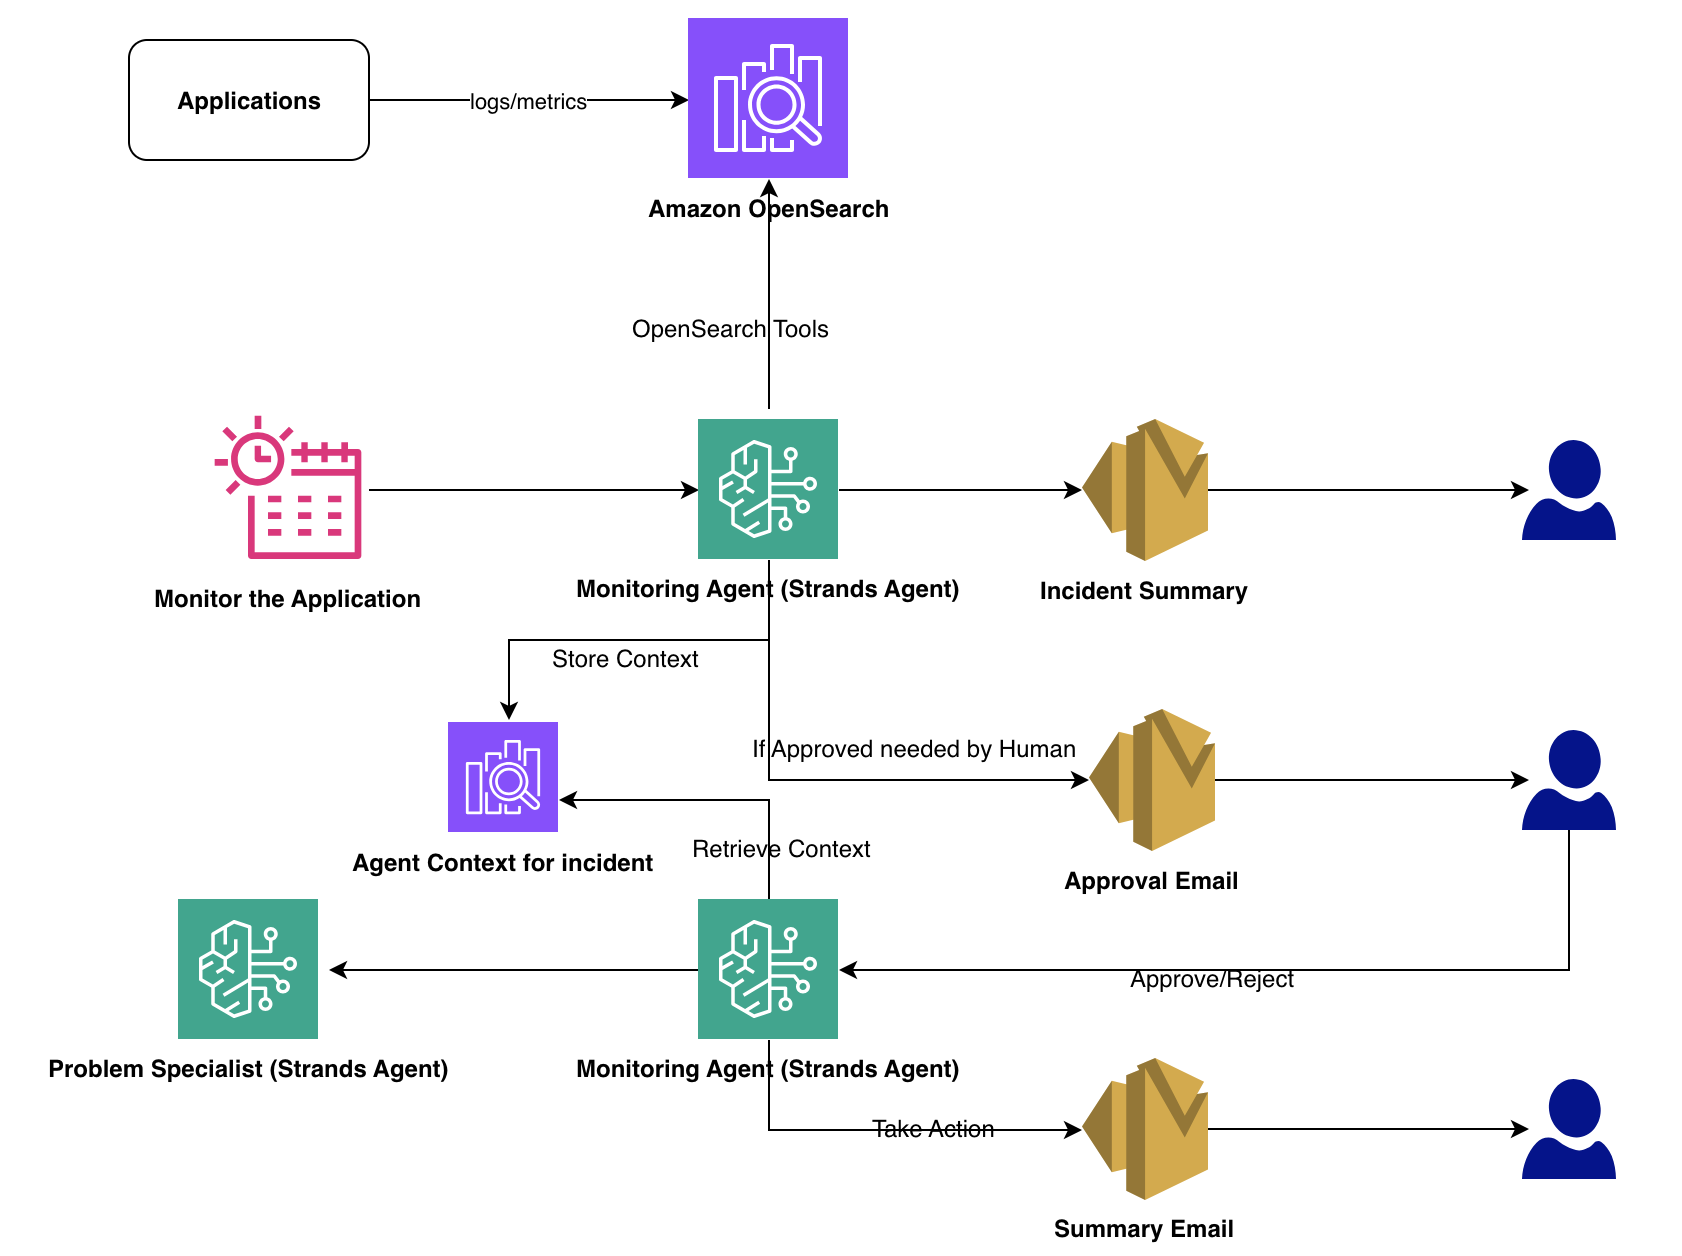 Applications
logs/metrics
Amazon OpenSearch
OpenSearch Tools
Monitor the Application
Monitoring Agent (Strands Agent)
Incident Summary
Store Context
If Approved needed by Human
Agent Context for incident
Retrieve Context
Approval Email
Approve/Reject
Problem Specialist (Strands Agent)
Monitoring Agent (Strands Agent)
Take Action
Summary Email